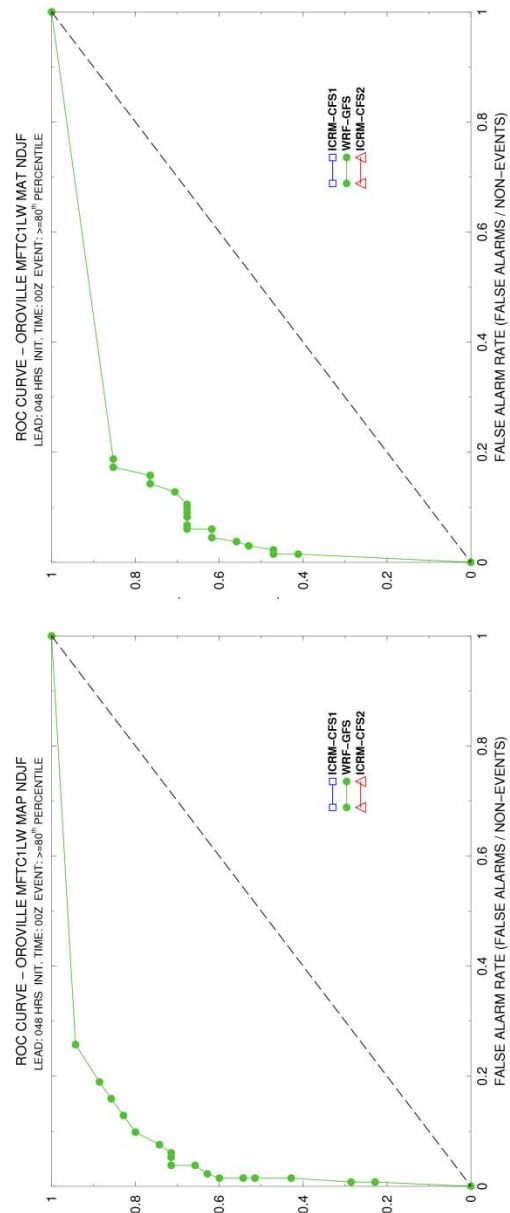 ROC CURVE – OROVILLE MFTC1LW MAP NDJF
LEAD: 048 HRS INIT. TIME: 00Z EVENT: >=80th PERCENTILE
1
0.8
0.6
0.4
0.2
0
ICRM–CFS1
WRF–GFS
ICRM–CFS2
0 0.2 0.4 0.6 0.8 1
FALSE ALARM RATE (FALSE ALARMS / NON–EVENTS)
ROC CURVE – OROVILLE MFTC1LW MAT NDJF
LEAD: 048 HRS INIT. TIME: 00Z EVENT: >=80th PERCENTILE
1
0.8
0.6
0.4
0.2
0
ICRM–CFS1
WRF–GFS
ICRM–CFS2
0 0.2 0.4 0.6 0.8 1
FALSE ALARM RATE (FALSE ALARMS / NON–EVENTS)